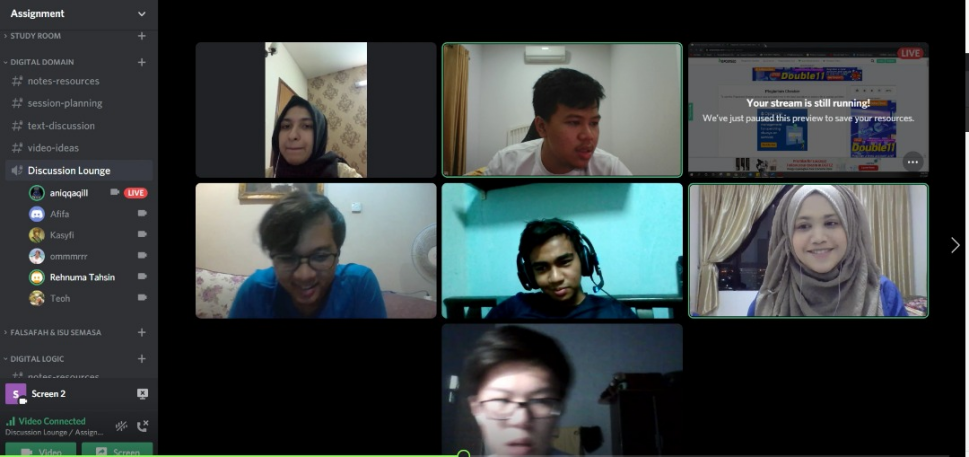 Assignment
STUDY ROOM
DIGITAL DOMAIN
notes-resources
session-planning
text-discussion
video-ideas
Discussion Lounge
aniqqaqill LIVE
Afifa
Kasyfi
ommmrrr
Rehnuma Tahsin
Teoh
FALSAFAH & ISU SEMASA
DIGITAL LOGIC
notes-resources
S Screen 2
Video Connected
Discussion Lounge / Assign...
Video Screen
LIVE
Double11
Your stream is still running!
We've just paused this preview to save your resources.
Double11